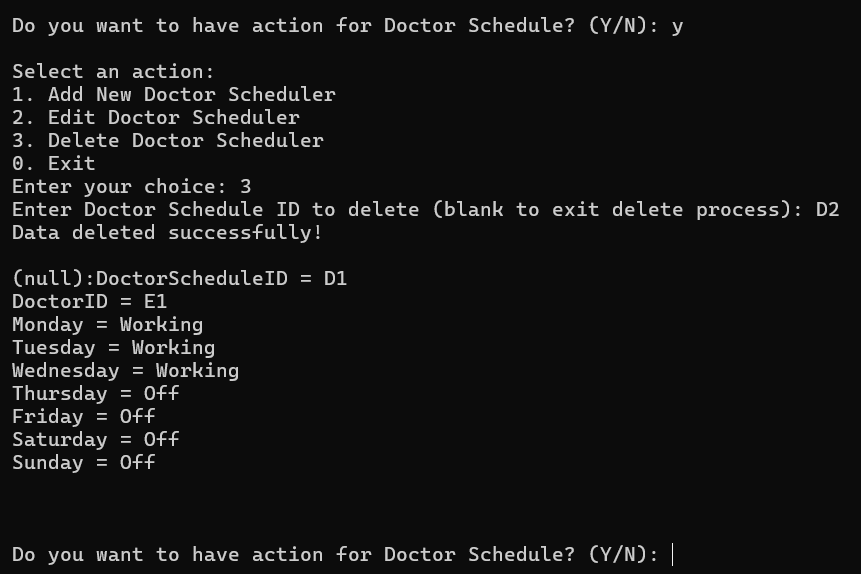 Do you want to have action for Doctor Schedule? (Y/N): y
Select an action:
1. Add New Doctor Scheduler
2. Edit Doctor Scheduler
3. Delete Doctor Scheduler
0. Exit
Enter your choice: 3
Enter Doctor Schedule ID to delete (blank to exit delete process): D2
Data deleted successfully!
(null):DoctorScheduleID = D1
DoctorID = E1
Monday = Working
Tuesday = Working
Wednesday = Working
Thursday = Off
Friday = Off
Saturday = Off
Sunday = Off
Do you want to have action for Doctor Schedule? (Y/N):